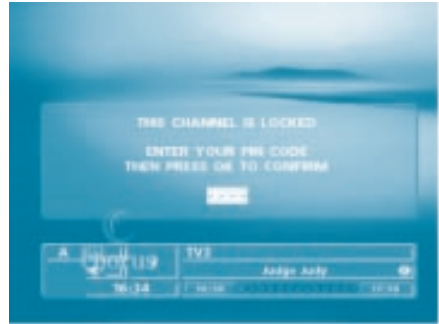 THIS CHANNEL IS LOCKED
ENTER YOUR PIN CODE
THEN PRESS OK TO CONFIRM
A
TV3
Judge Judy
16:34